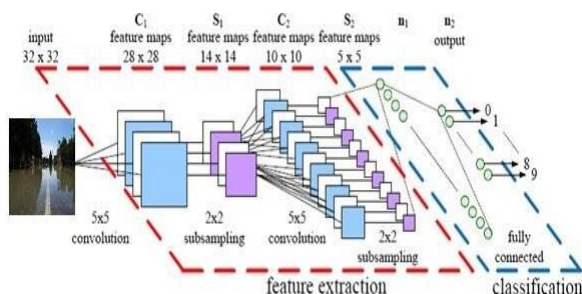 input
32 x 32
C₁
feature maps
28 x 28
S₁
feature maps
14 x 14
C₂
feature maps
10 x 10
S₂
feature maps
5 x 5
n₁
n₂
output
0
1
8
9
5x5
convolution
2x2
subsampling
5x5
convolution
2x2
subsampling
fully
connected
feature extraction
classification